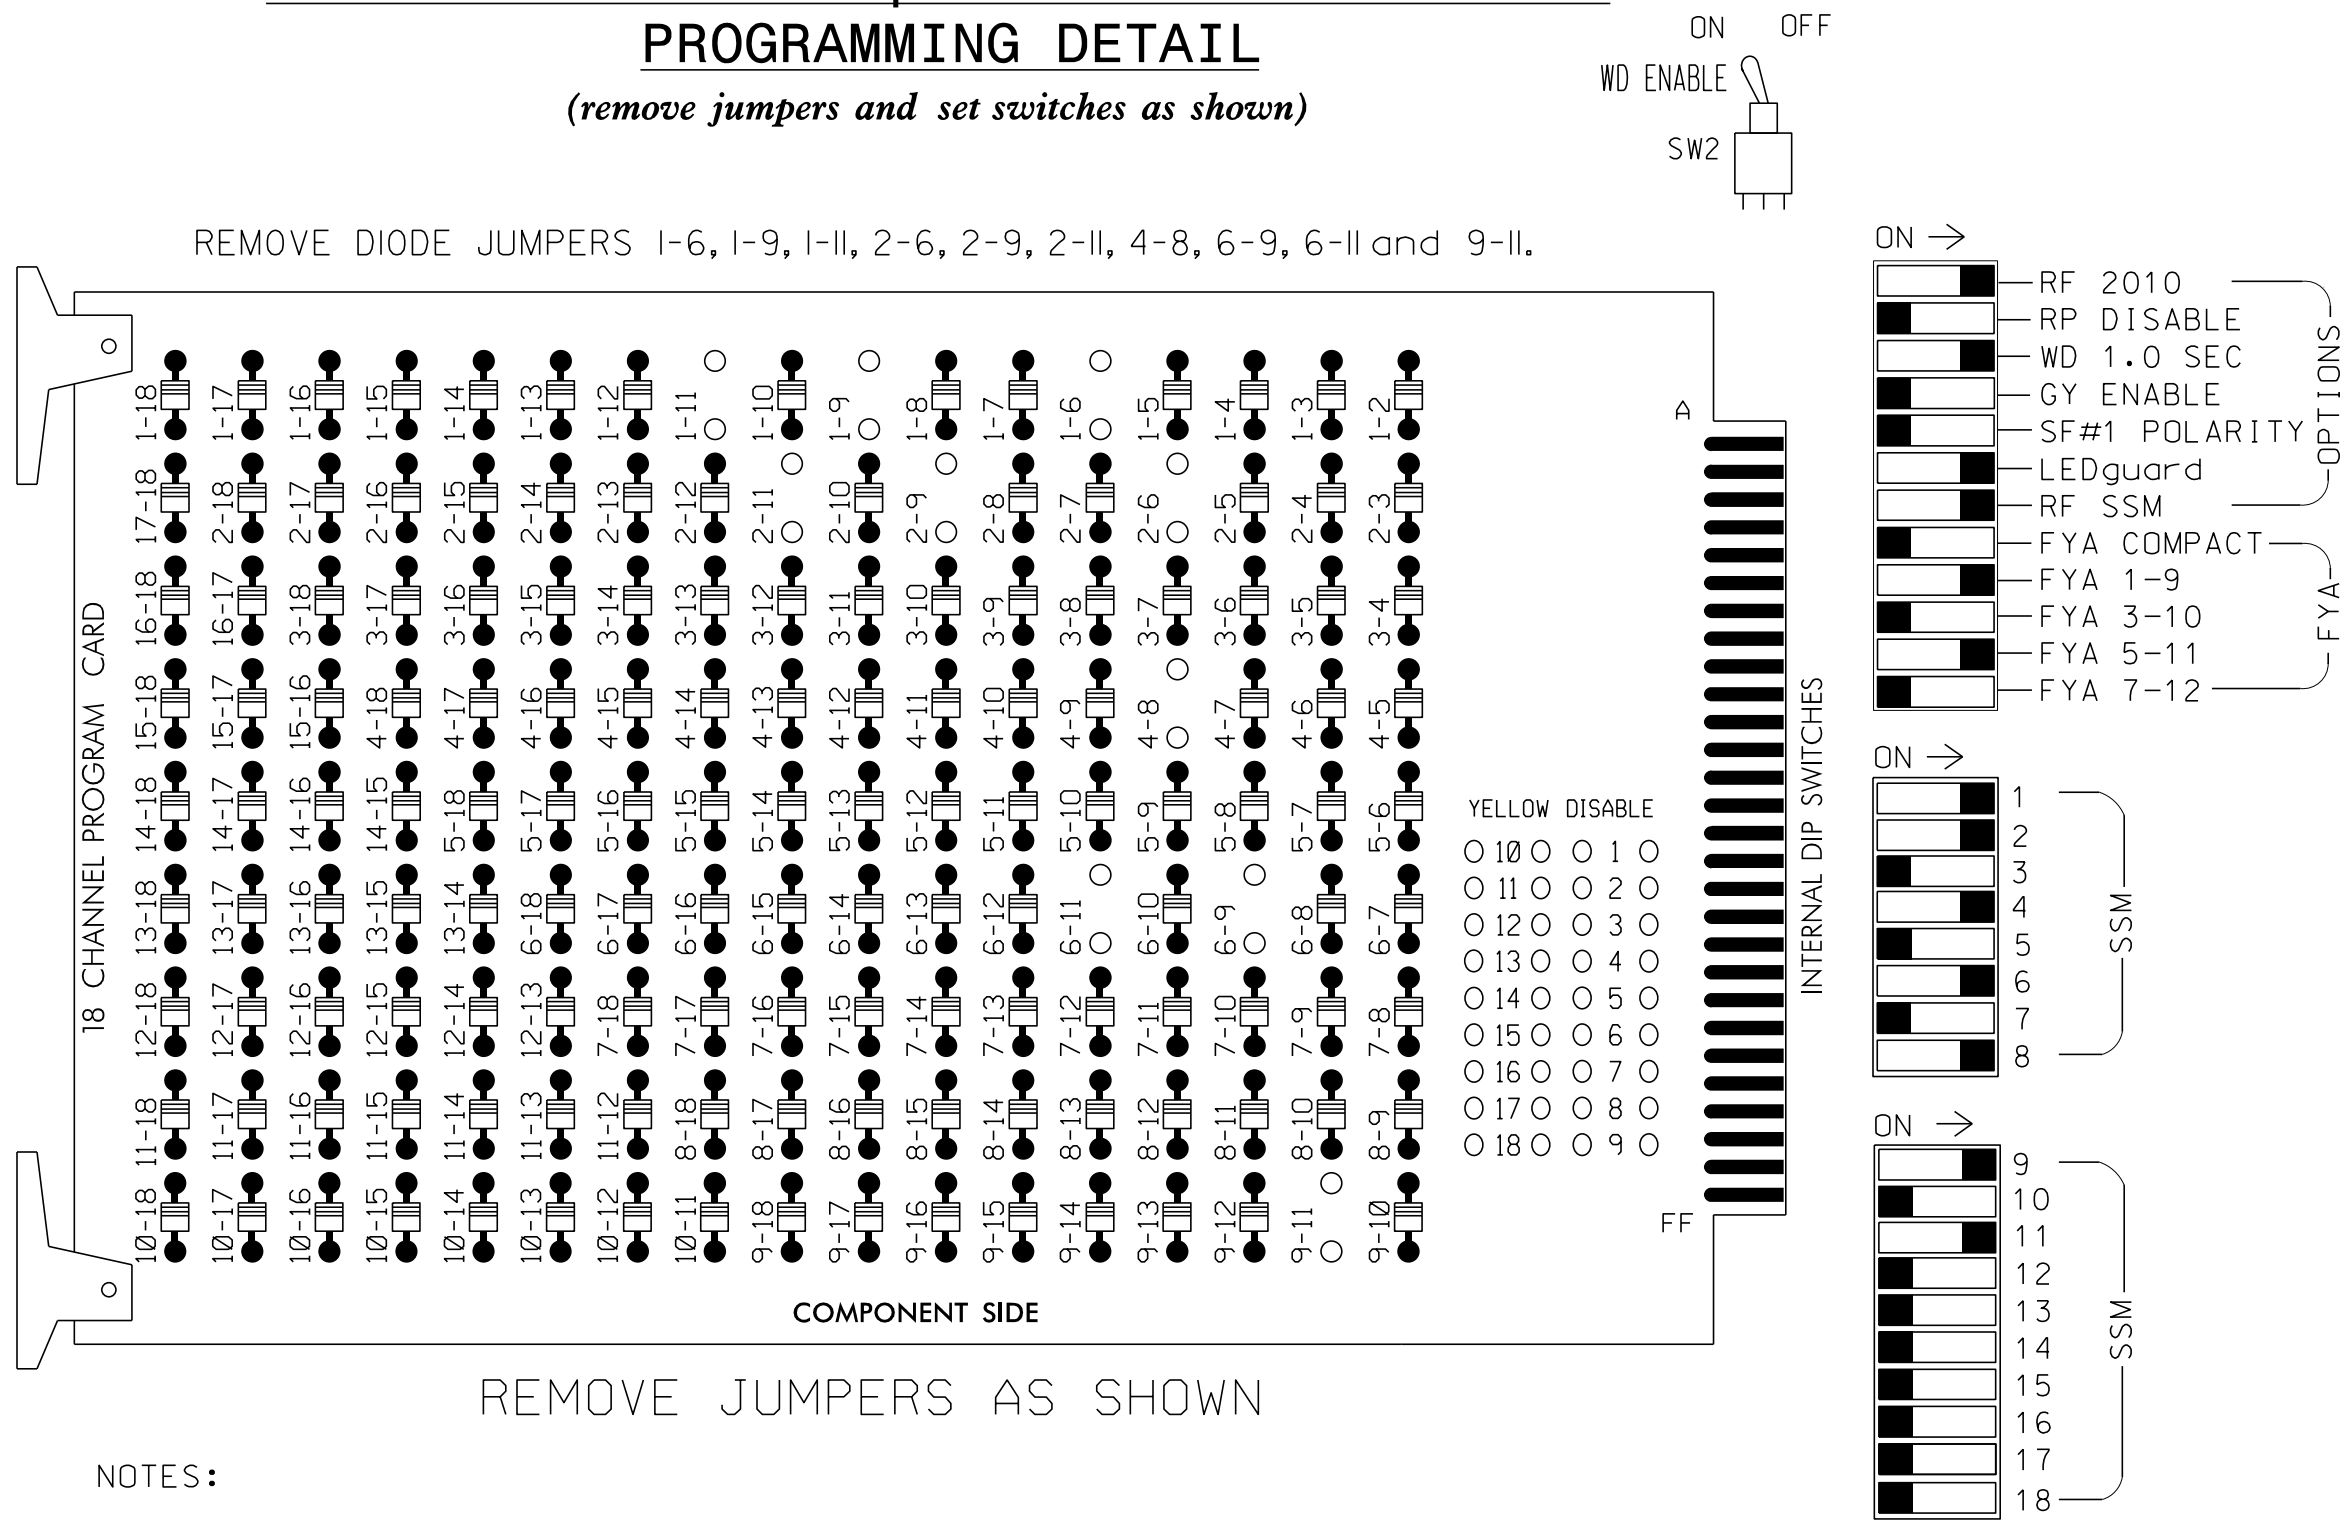 PROGRAMMING DETAIL
(remove jumpers and set switches as shown)
ON OFF
WD ENABLE
SW2
REMOVE DIODE JUMPERS 1-6, 1-9, 1-11, 2-6, 2-9, 2-11, 4-8, 6-9, 6-11 and 9-11.
18 CHANNEL PROGRAM CARD
1-18 1-17 1-16 1-15 1-14 1-13 1-12 1-11 1-10 1-9 1-8 1-7 1-6 1-5 1-4 1-3 1-2
17-18 2-18 2-17 2-16 2-15 2-14 2-13 2-12 2-11 2-10 2-9 2-8 2-7 2-6 2-5 2-4 2-3
16-18 16-17 3-18 3-17 3-16 3-15 3-14 3-13 3-12 3-11 3-10 3-9 3-8 3-7 3-6 3-5 3-4
15-18 15-17 15-16 4-18 4-17 4-16 4-15 4-14 4-13 4-12 4-11 4-10 4-9 4-8 4-7 4-6 4-5
14-18 14-17 14-16 14-15 5-18 5-17 5-16 5-15 5-14 5-13 5-12 5-11 5-10 5-9 5-8 5-7 5-6
13-18 13-17 13-16 13-15 13-14 6-18 6-17 6-16 6-15 6-14 6-13 6-12 6-11 6-10 6-9 6-8 6-7
12-18 12-17 12-16 12-15 12-14 12-13 7-18 7-17 7-16 7-15 7-14 7-13 7-12 7-11 7-10 7-9 7-8
11-18 11-17 11-16 11-15 11-14 11-13 11-12 8-18 8-17 8-16 8-15 8-14 8-13 8-12 8-11 8-10 8-9
10-18 10-17 10-16 10-15 10-14 10-13 10-12 10-11 9-18 9-17 9-16 9-15 9-14 9-13 9-12 9-11 9-10
A
FF
YELLOW DISABLE
10 1
11 2
12 3
13 4
14 5
15 6
16 7
17 8
18 9
COMPONENT SIDE
INTERNAL DIP SWITCHES
ON →
RF 2010
RP DISABLE
WD 1.0 SEC
GY ENABLE
SF#1 POLARITY
LEDguard
RF SSM
OPTIONS
FYA COMPACT
FYA 1-9
FYA 3-10
FYA 5-11
FYA 7-12
FYA
ON →
1
2
3
4
5
6
7
8
SSM
ON →
9
10
11
12
13
14
15
16
17
18
SSM
REMOVE JUMPERS AS SHOWN
NOTES: